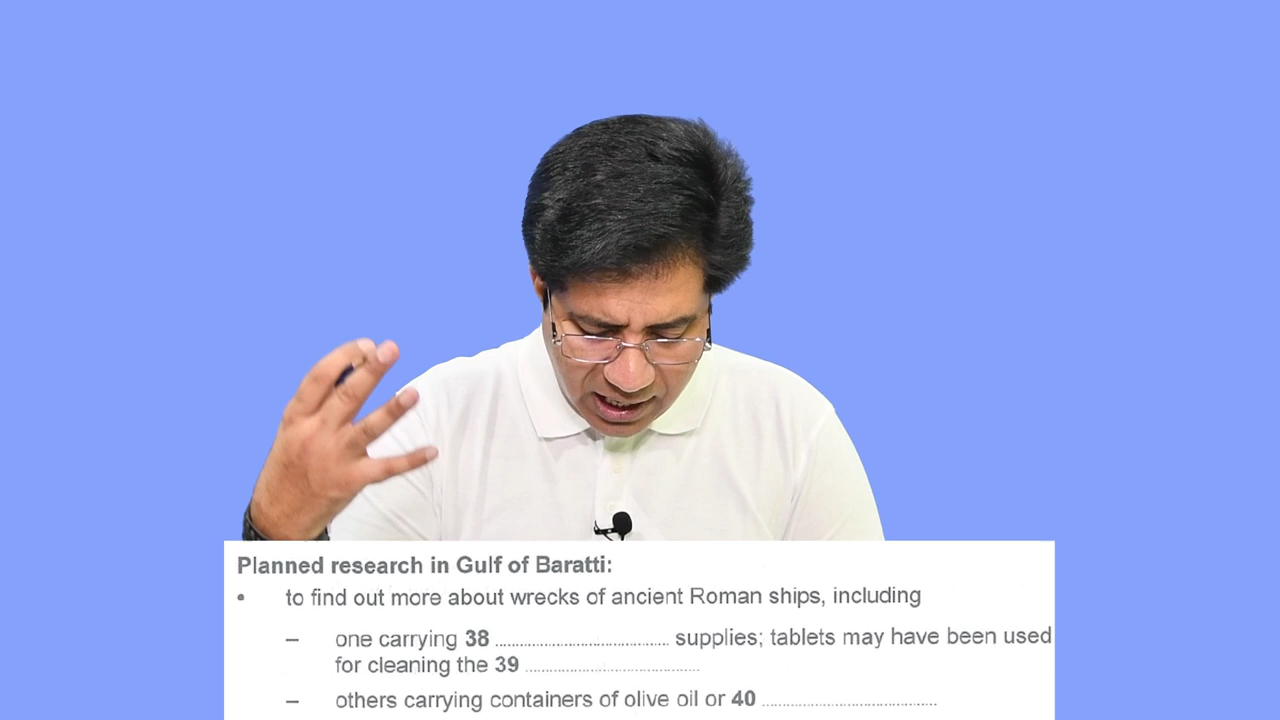 Planned research in Gulf of Baratti:
• to find out more about wrecks of ancient Roman ships, including
– one carrying 38 .......................... supplies; tablets may have been used
for cleaning the 39 ..........................
– others carrying containers of olive oil or 40 ..........................